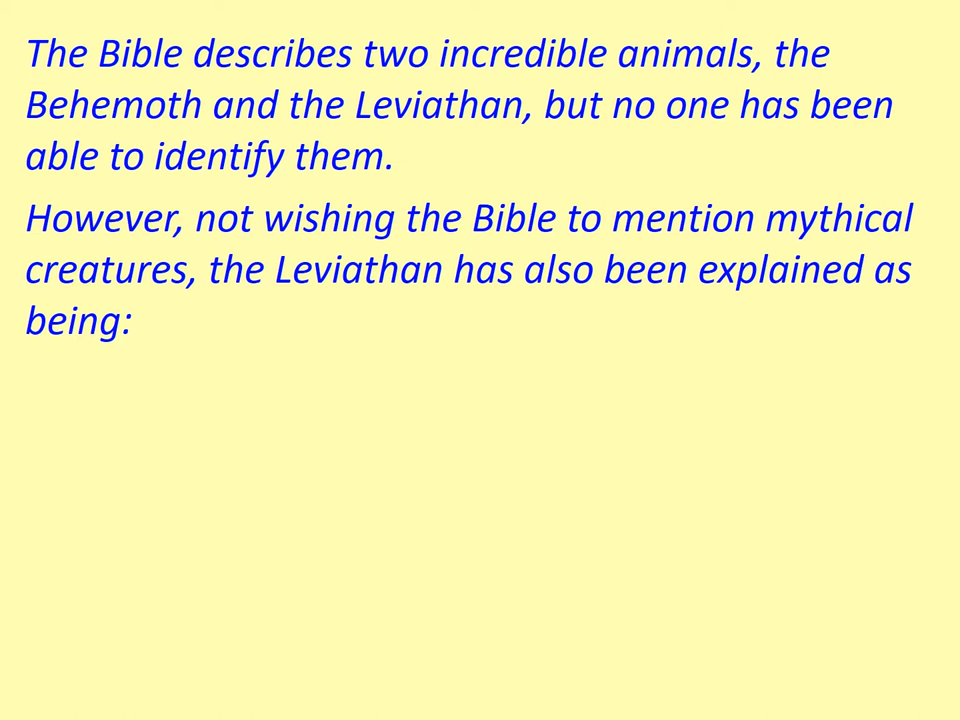 The Bible describes two incredible animals, the
Behemoth and the Leviathan, but no one has been
able to identify them.
However, not wishing the Bible to mention mythical
creatures, the Leviathan has also been explained as
being: